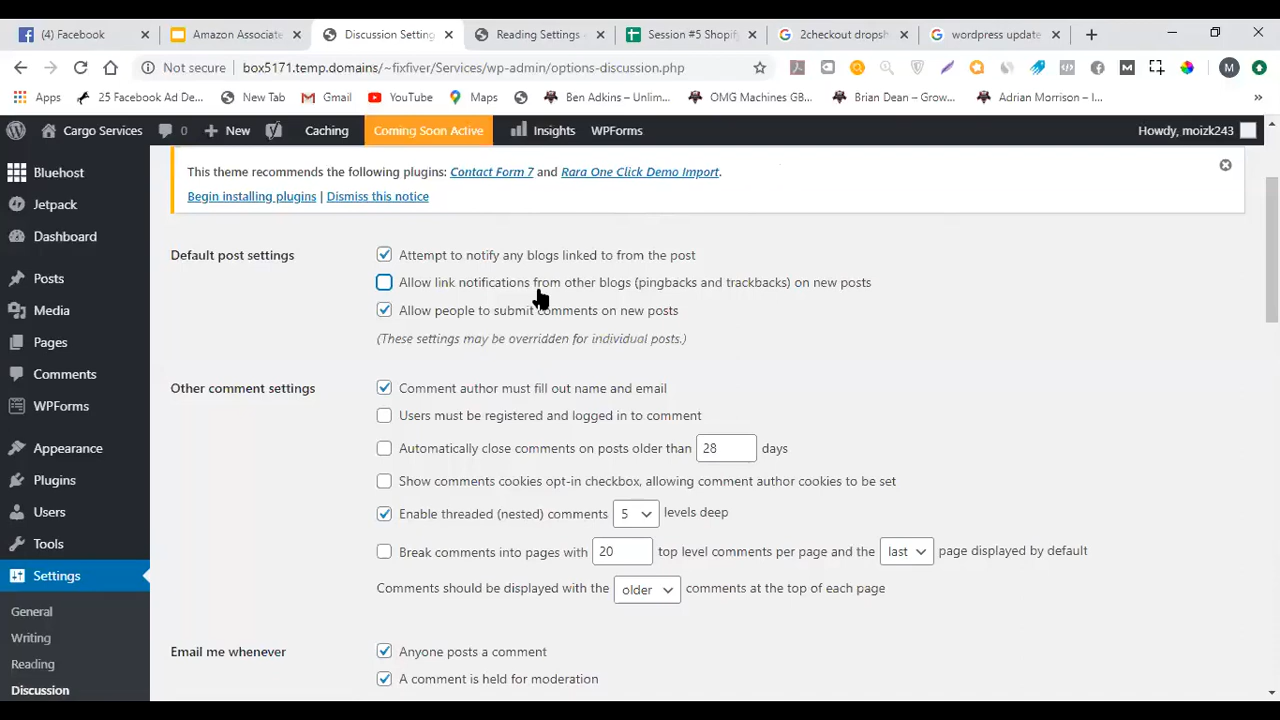 (4) Facebook
Amazon Associate
Discussion Setting
Reading Settings
Session #5 Shopif
2checkout dropsh
wordpress update
Not secure
box5171.temp.domains/~fixfiver/Services/wp-admin/options-discussion.php
M
Apps
25 Facebook Ad De...
New Tab
Gmail
YouTube
Maps
Ben Adkins – Unlim...
OMG Machines GB...
Brian Dean – Grow...
Adrian Morrison – I...
»
Cargo Services
0
+ New
Caching
Coming Soon Active
Insights
WPForms
Howdy, moizk243
Bluehost
Jetpack
Dashboard
Posts
Media
Pages
Comments
WPForms
Appearance
Plugins
Users
Tools
Settings
General
Writing
Reading
Discussion
This theme recommends the following plugins: Contact Form 7 and Rara One Click Demo Import.
Begin installing plugins | Dismiss this notice
Default post settings
Attempt to notify any blogs linked to from the post
Allow link notifications from other blogs (pingbacks and trackbacks) on new posts
Allow people to submit comments on new posts
(These settings may be overridden for individual posts.)
Other comment settings
Comment author must fill out name and email
Users must be registered and logged in to comment
Automatically close comments on posts older than 28 days
Show comments cookies opt-in checkbox, allowing comment author cookies to be set
Enable threaded (nested) comments 5 levels deep
Break comments into pages with 20 top level comments per page and the last page displayed by default
Comments should be displayed with the older comments at the top of each page
Email me whenever
Anyone posts a comment
A comment is held for moderation